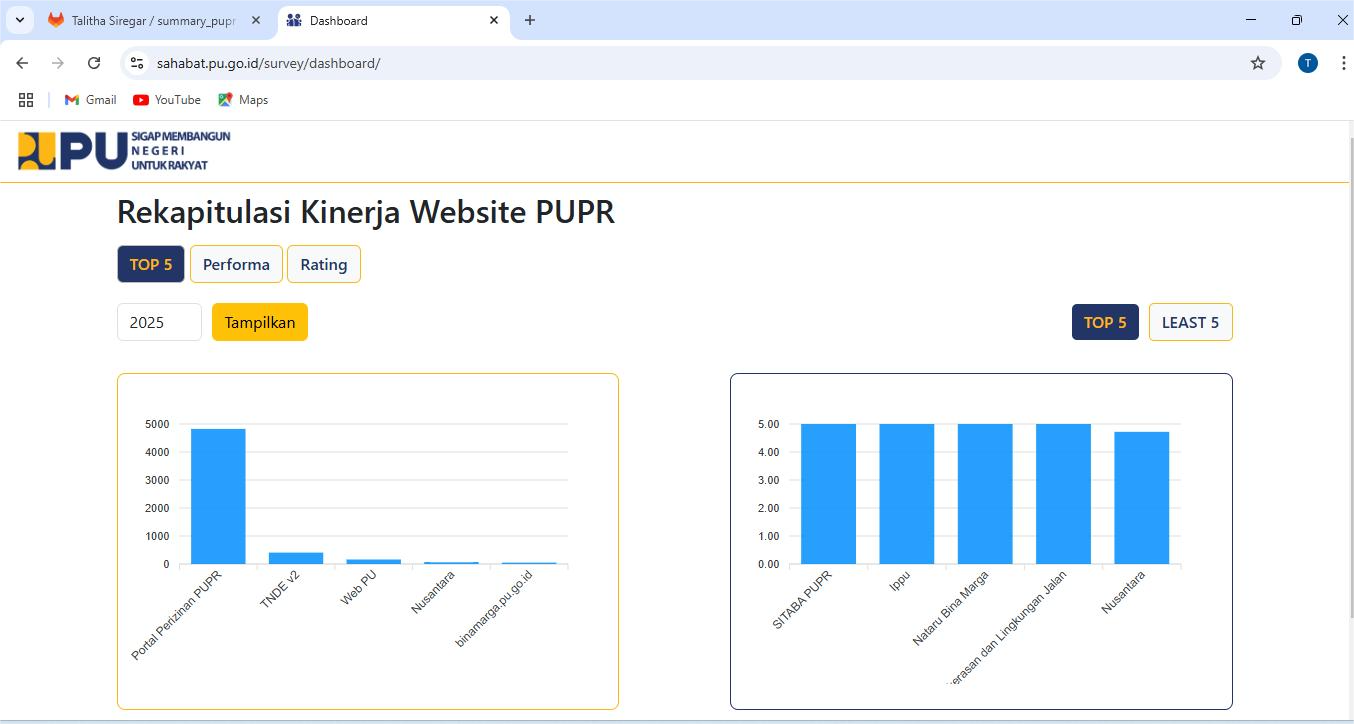 Talitha Siregar / summary_pupr
Dashboard
sahabat.pu.go.id/survey/dashboard/
T
Gmail
YouTube
Maps
PU
SIGAP MEMBANGUN
NEGERI
UNTUK RAKYAT
Rekapitulasi Kinerja Website PUPR
TOP 5
Performa
Rating
2025
Tampilkan
TOP 5
LEAST 5
5000
4000
3000
2000
1000
0
Portal Perizinan PUPR
TNDE v2
Web PU
Nusantara
binamarga.pu.go.id
5.00
4.00
3.00
2.00
1.00
0.00
SITABA PUPR
Ippu
Nataru Bina Marga
erasan dan Lingkungan Jalan
Nusantara